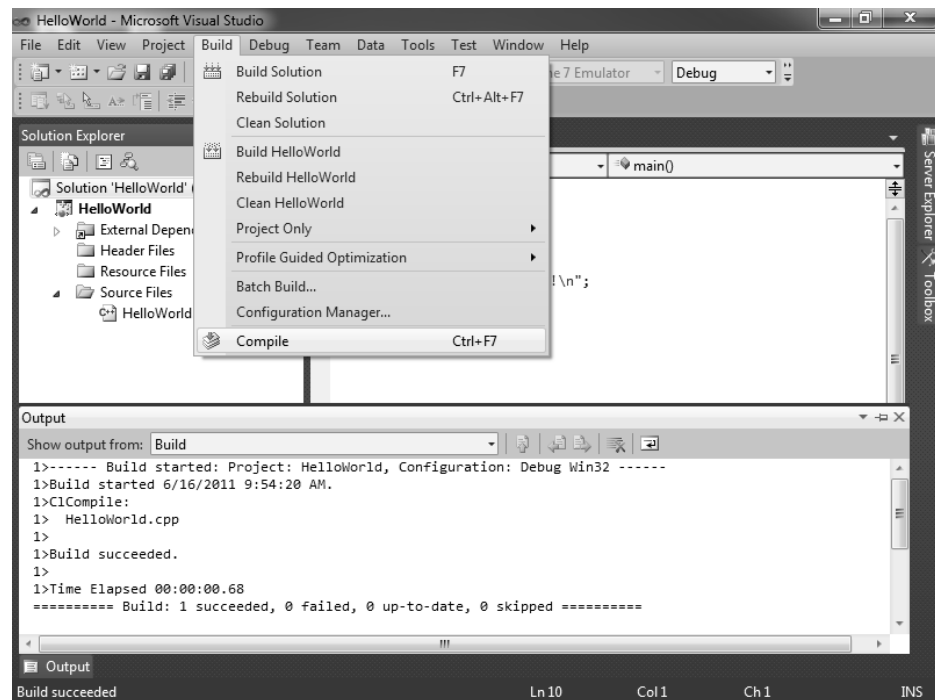 HelloWorld - Microsoft Visual Studio
File Edit View Project Build Debug Team Data Tools Test Window Help
Build Solution F7
Rebuild Solution Ctrl+Alt+F7
Clean Solution
Build HelloWorld
Rebuild HelloWorld
Clean HelloWorld
Project Only
Profile Guided Optimization
Batch Build...
Configuration Manager...
Compile Ctrl+F7
7 Emulator Debug
Solution Explorer
Solution 'HelloWorld' (
HelloWorld
External Depen
Header Files
Resource Files
Source Files
HelloWorld
main()
!\n";
Server Explorer
Toolbox
Output
Show output from: Build
1>------ Build started: Project: HelloWorld, Configuration: Debug Win32 ------
1>Build started 6/16/2011 9:54:20 AM.
1>ClCompile:
1>  HelloWorld.cpp
1>
1>Build succeeded.
1>
1>Time Elapsed 00:00:00.68
========== Build: 1 succeeded, 0 failed, 0 up-to-date, 0 skipped ==========
Output
Build succeeded Ln 10 Col 1 Ch 1 INS